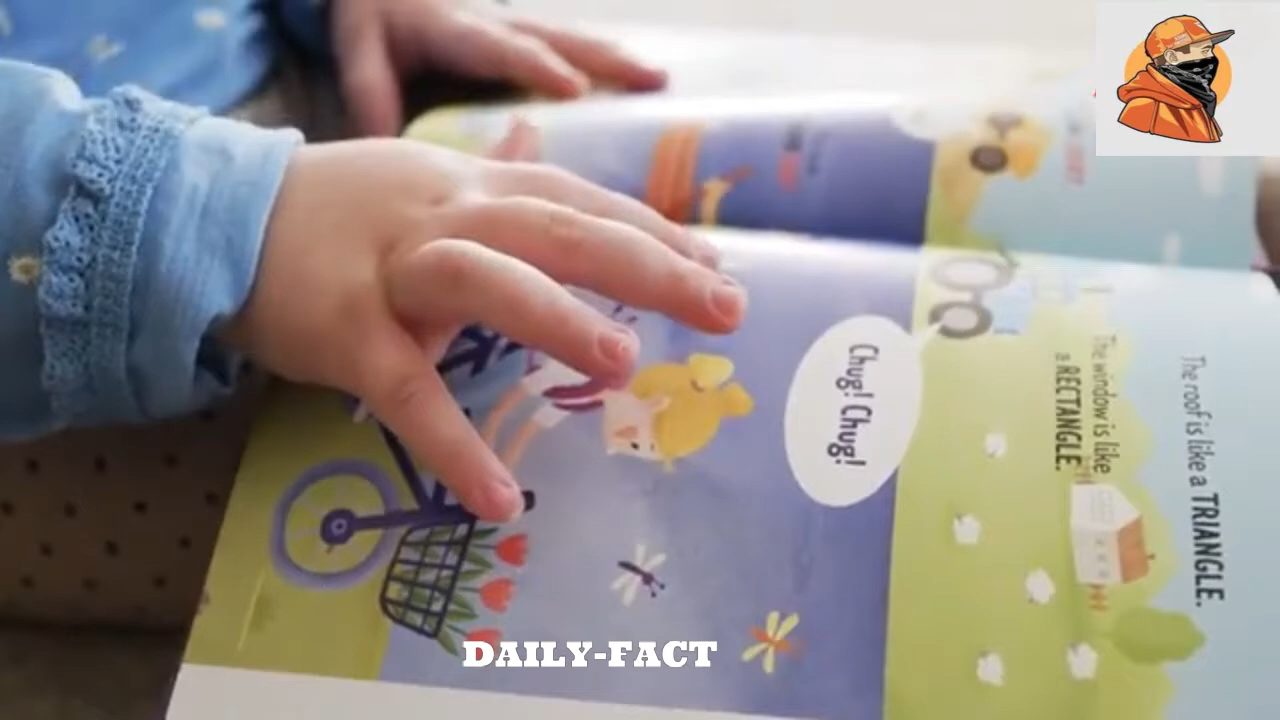 The roof is like a TRIANGLE.
The window is like
a RECTANGLE.
Chug! Chug!
DAILY-FACT